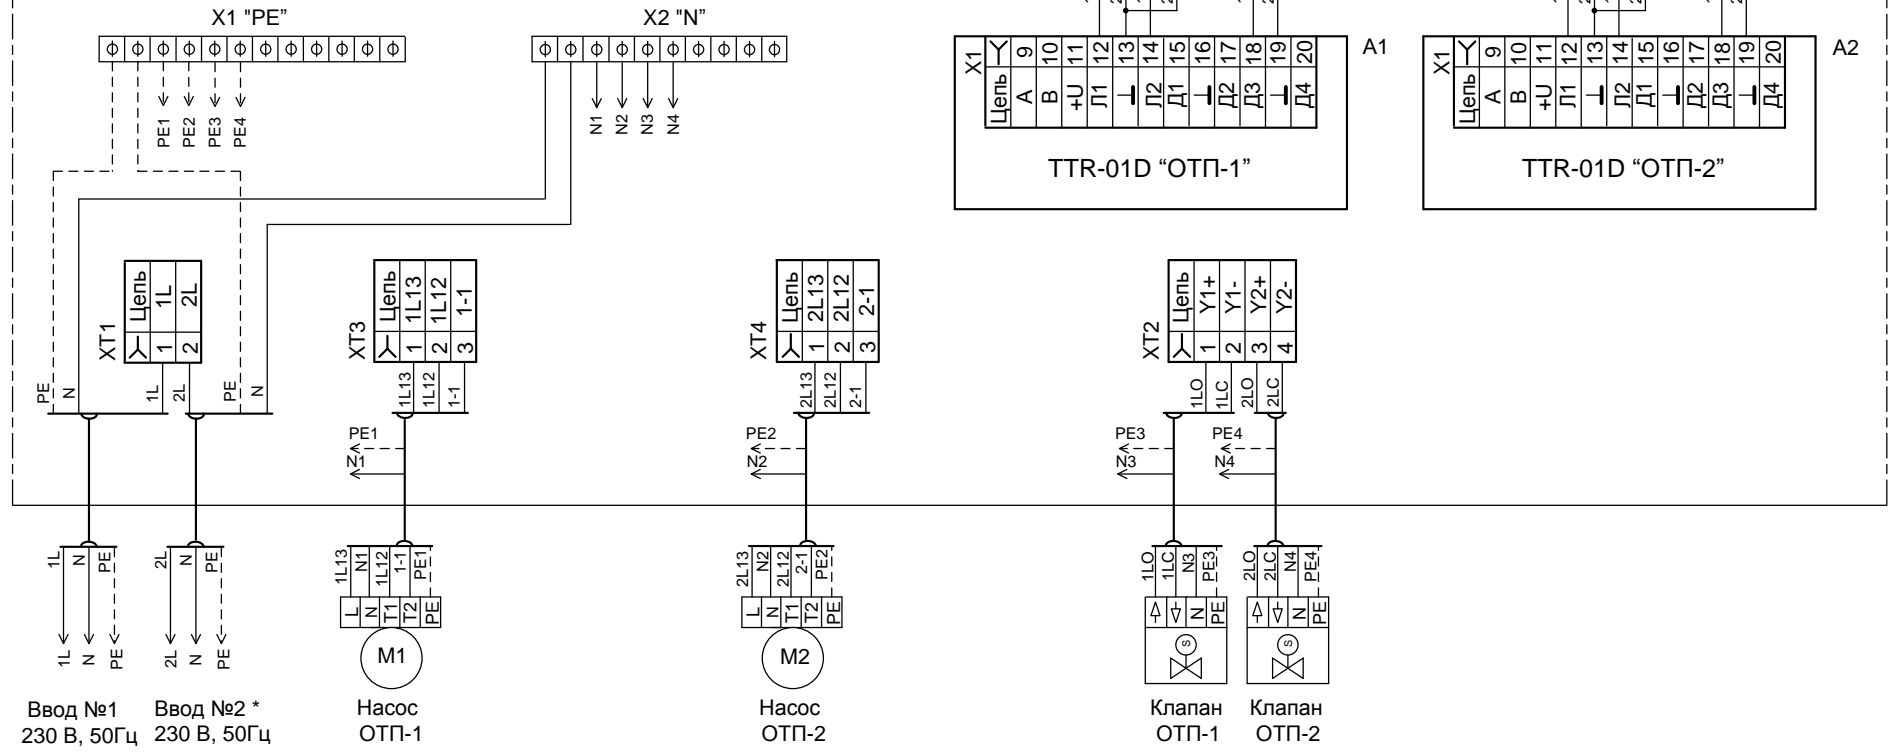 X1 "PE”
X2 "N”
A1
A2
PE1
PE2
PE3
PE4
N1
N2
N3
N4
X1
Цепь
9 A
10 B
11 +U
12 Л1
13 ⊥
14 Л2
15 Д1
16 ⊥
17 Д2
18 Д3
19 ⊥
20 Д4
TTR-01D “ОТП-1”
X1
Цепь
9 A
10 B
11 +U
12 Л1
13 ⊥
14 Л2
15 Д1
16 ⊥
17 Д2
18 Д3
19 ⊥
20 Д4
TTR-01D “ОТП-2”
XT1
Цепь
1 1L
2 2L
XT3
Цепь
1 1L13
2 1L12
3 1-1
XT4
Цепь
1 2L13
2 2L12
3 2-1
XT2
Цепь
1 Y1+
2 Y1-
3 Y2+
4 Y2-
PE
N
1L
2L
PE
N
1L13
1L12
1-1
2L13
2L12
2-1
1LO
1LC
2LO
2LC
PE1
N1
PE2
N2
PE3
N3
PE4
N4
1L
N
PE
2L
N
PE
1L13
N1
1L12
1-1
PE1
2L13
N2
2L12
2-1
PE2
1LO
1LC
N3
PE3
2LO
2LC
N4
PE4
L
N
T1
T2
PE
L
N
T1
T2
PE
N
PE
N
PE
1L
N
PE
2L
N
PE
M1
M2
S
S
Ввод №1
230 В, 50Гц
Ввод №2 *
230 В, 50Гц
Насос
ОТП-1
Насос
ОТП-2
Клапан
ОТП-1
Клапан
ОТП-2